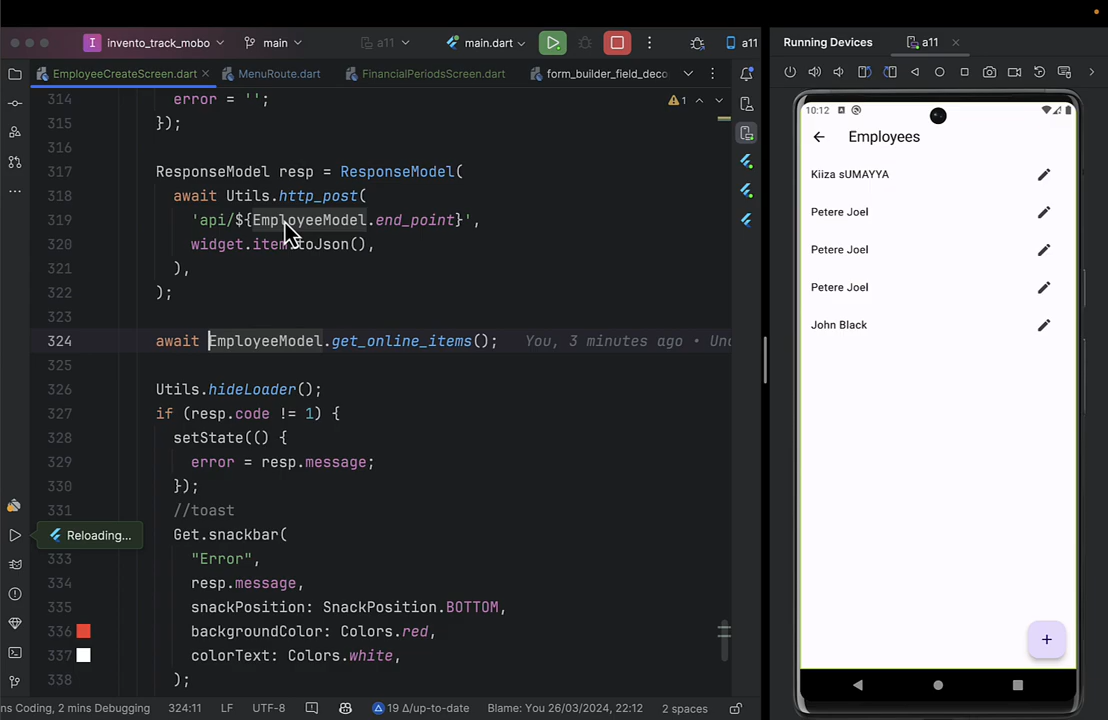 invento_track_mobo
main
a11
main.dart
a11
EmployeeCreateScreen.dart
MenuRoute.dart
FinancialPeriodsScreen.dart
form_builder_field_deco
1
314 error = '';
315 });
316
317 ResponseModel resp = ResponseModel(
318 await Utils.http_post(
319 'api/${EmployeeModel.end_point}',
320 widget.item.toJson(),
321 ),
322 );
323
324 await EmployeeModel.get_online_items(); You, 3 minutes ago •
325
326 Utils.hideLoader();
327 if (resp.code != 1) {
328 setState(() {
329 error = resp.message;
330 });
331 //toast
Reloading...
Get.snackbar(
333 "Error",
334 resp.message,
335 snackPosition: SnackPosition.BOTTOM,
336 backgroundColor: Colors.red,
337 colorText: Colors.white,
338 );
ns Coding, 2 mins Debugging
324:11
LF
UTF-8
19 Δ/up-to-date
Blame: You 26/03/2024, 22:12
2 spaces
Running Devices
a11
10:12
Employees
Kiiza sUMAYYA
Petere Joel
Petere Joel
Petere Joel
John Black
+